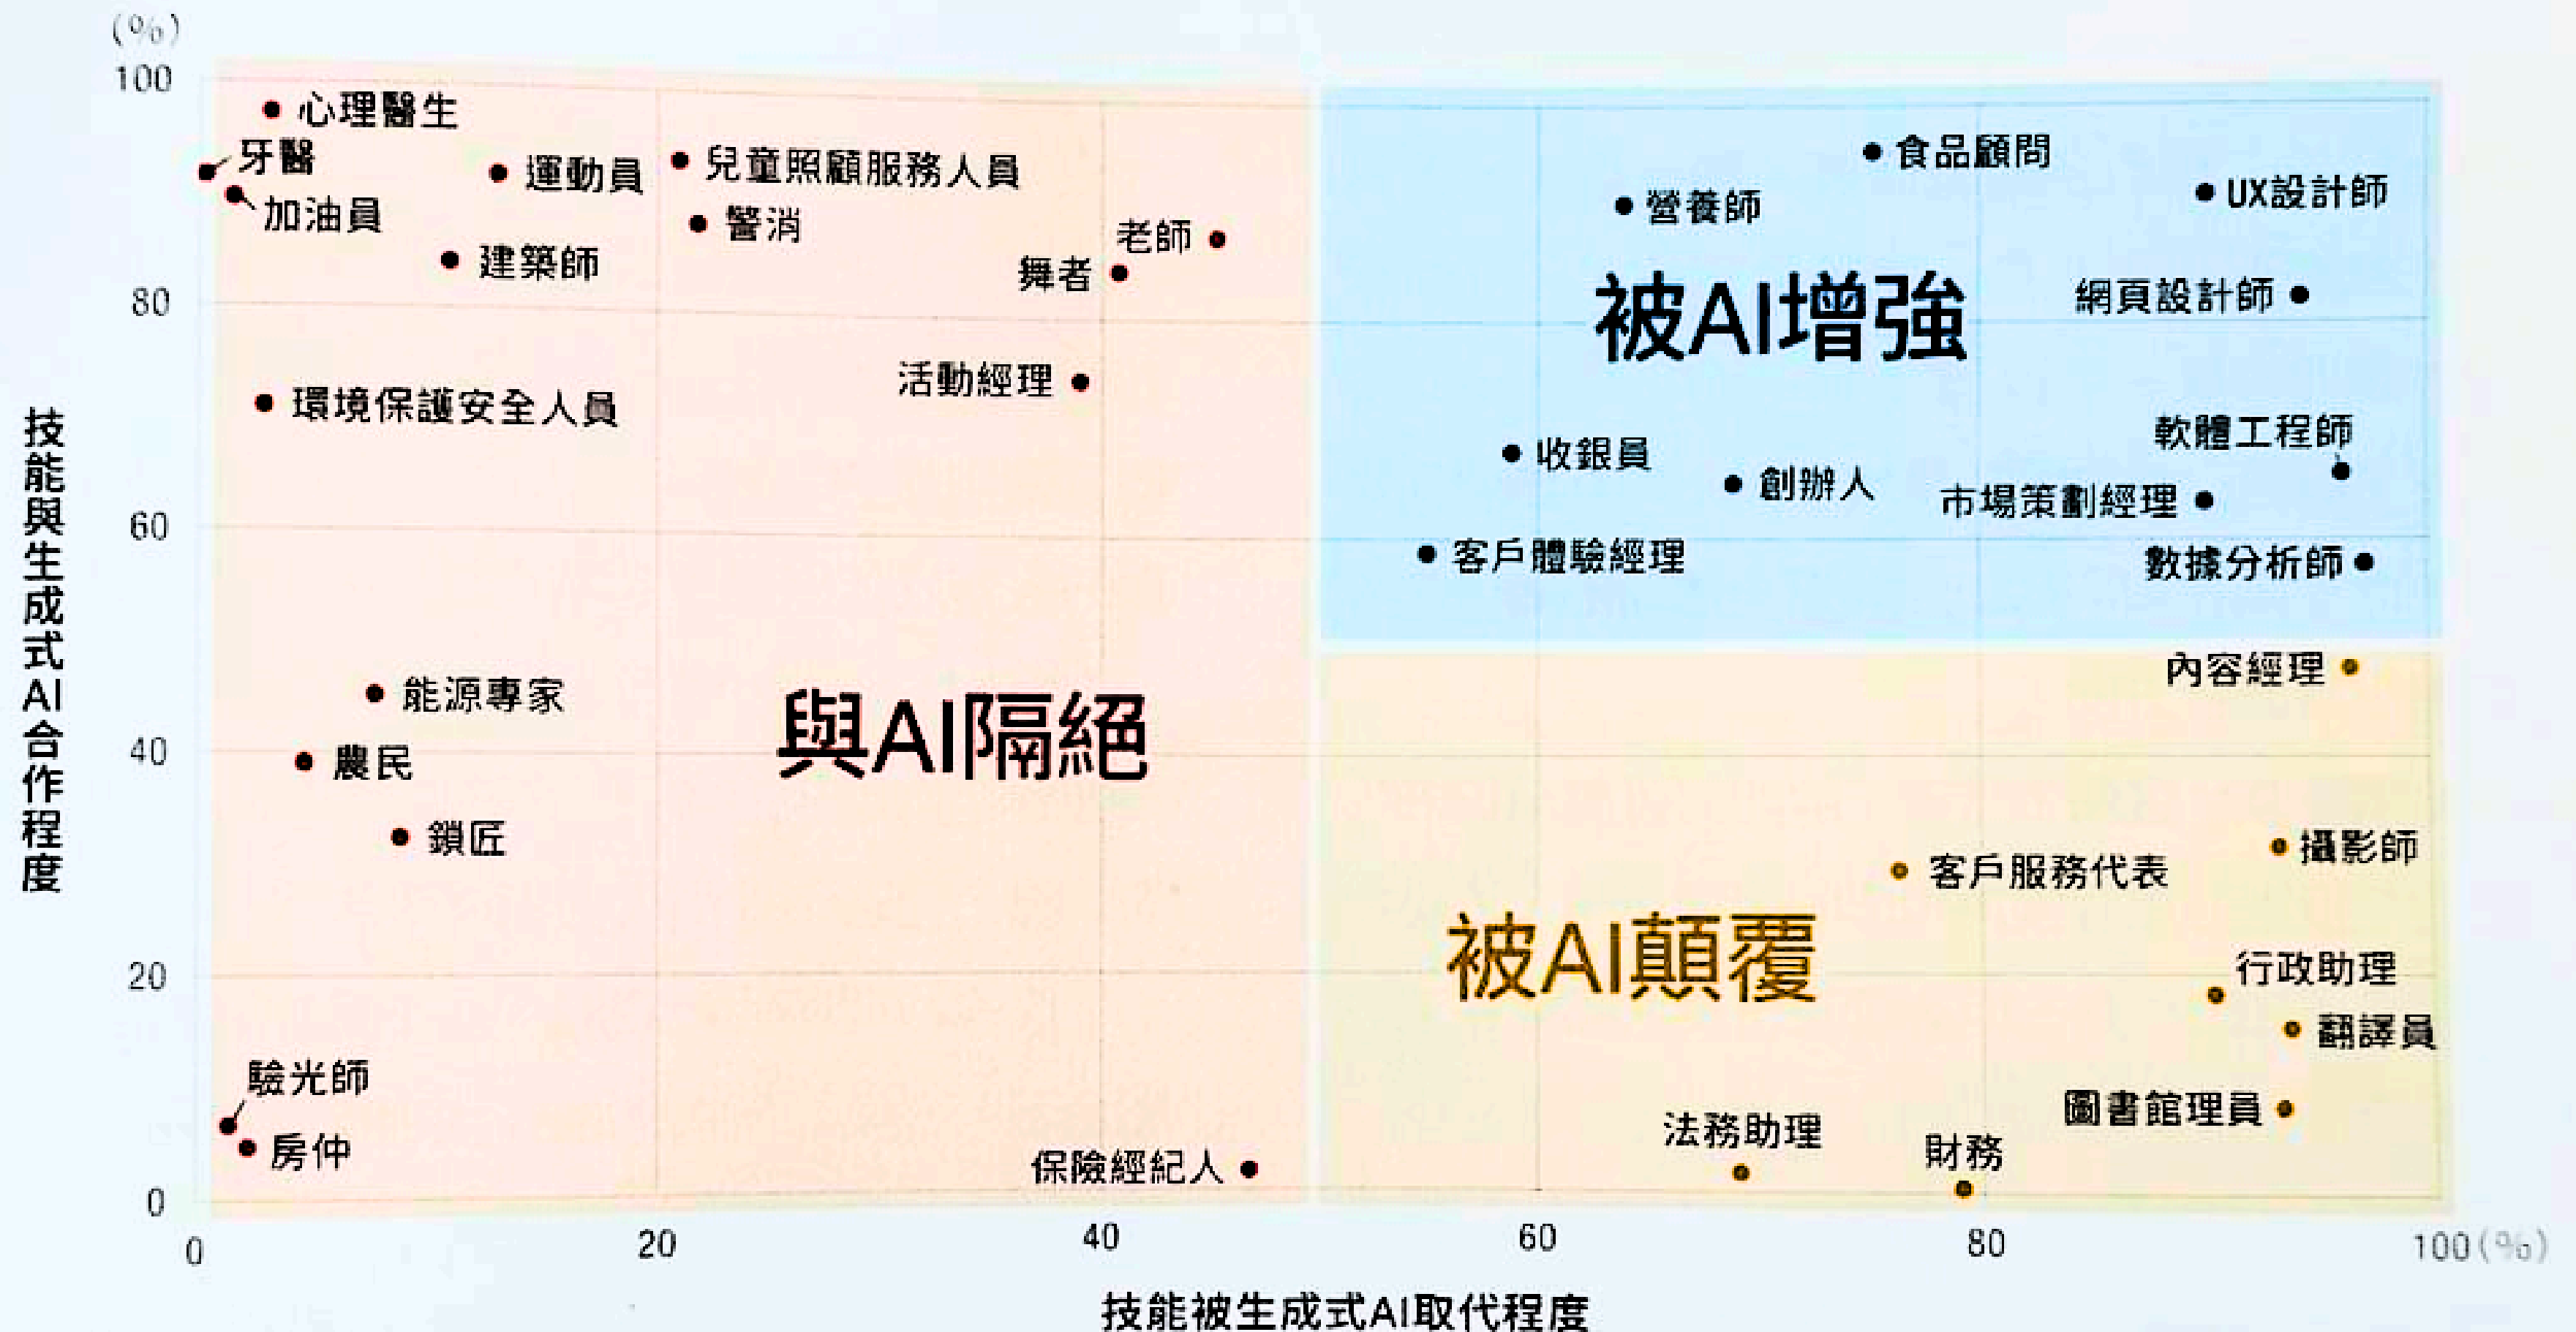 (%)
100
心理醫生
牙醫
運動員
兒童照顧服務人員
食品顧問
加油員
警消
老師
營養師
UX設計師
建築師
舞者
80
網頁設計師
被AI增強
活動經理
環境保護安全人員
收銀員
軟體工程師
創辦人
市場策劃經理
60
客戶體驗經理
數據分析師
技能與生成式AI合作程度
內容經理
能源專家
與AI隔絕
40
農民
鎖匠
攝影師
客戶服務代表
被AI顛覆
20
行政助理
翻譯員
驗光師
圖書館理員
法務助理
房仲
財務
保險經紀人
0
0
20
40
60
80
100(%)
技能被生成式AI取代程度